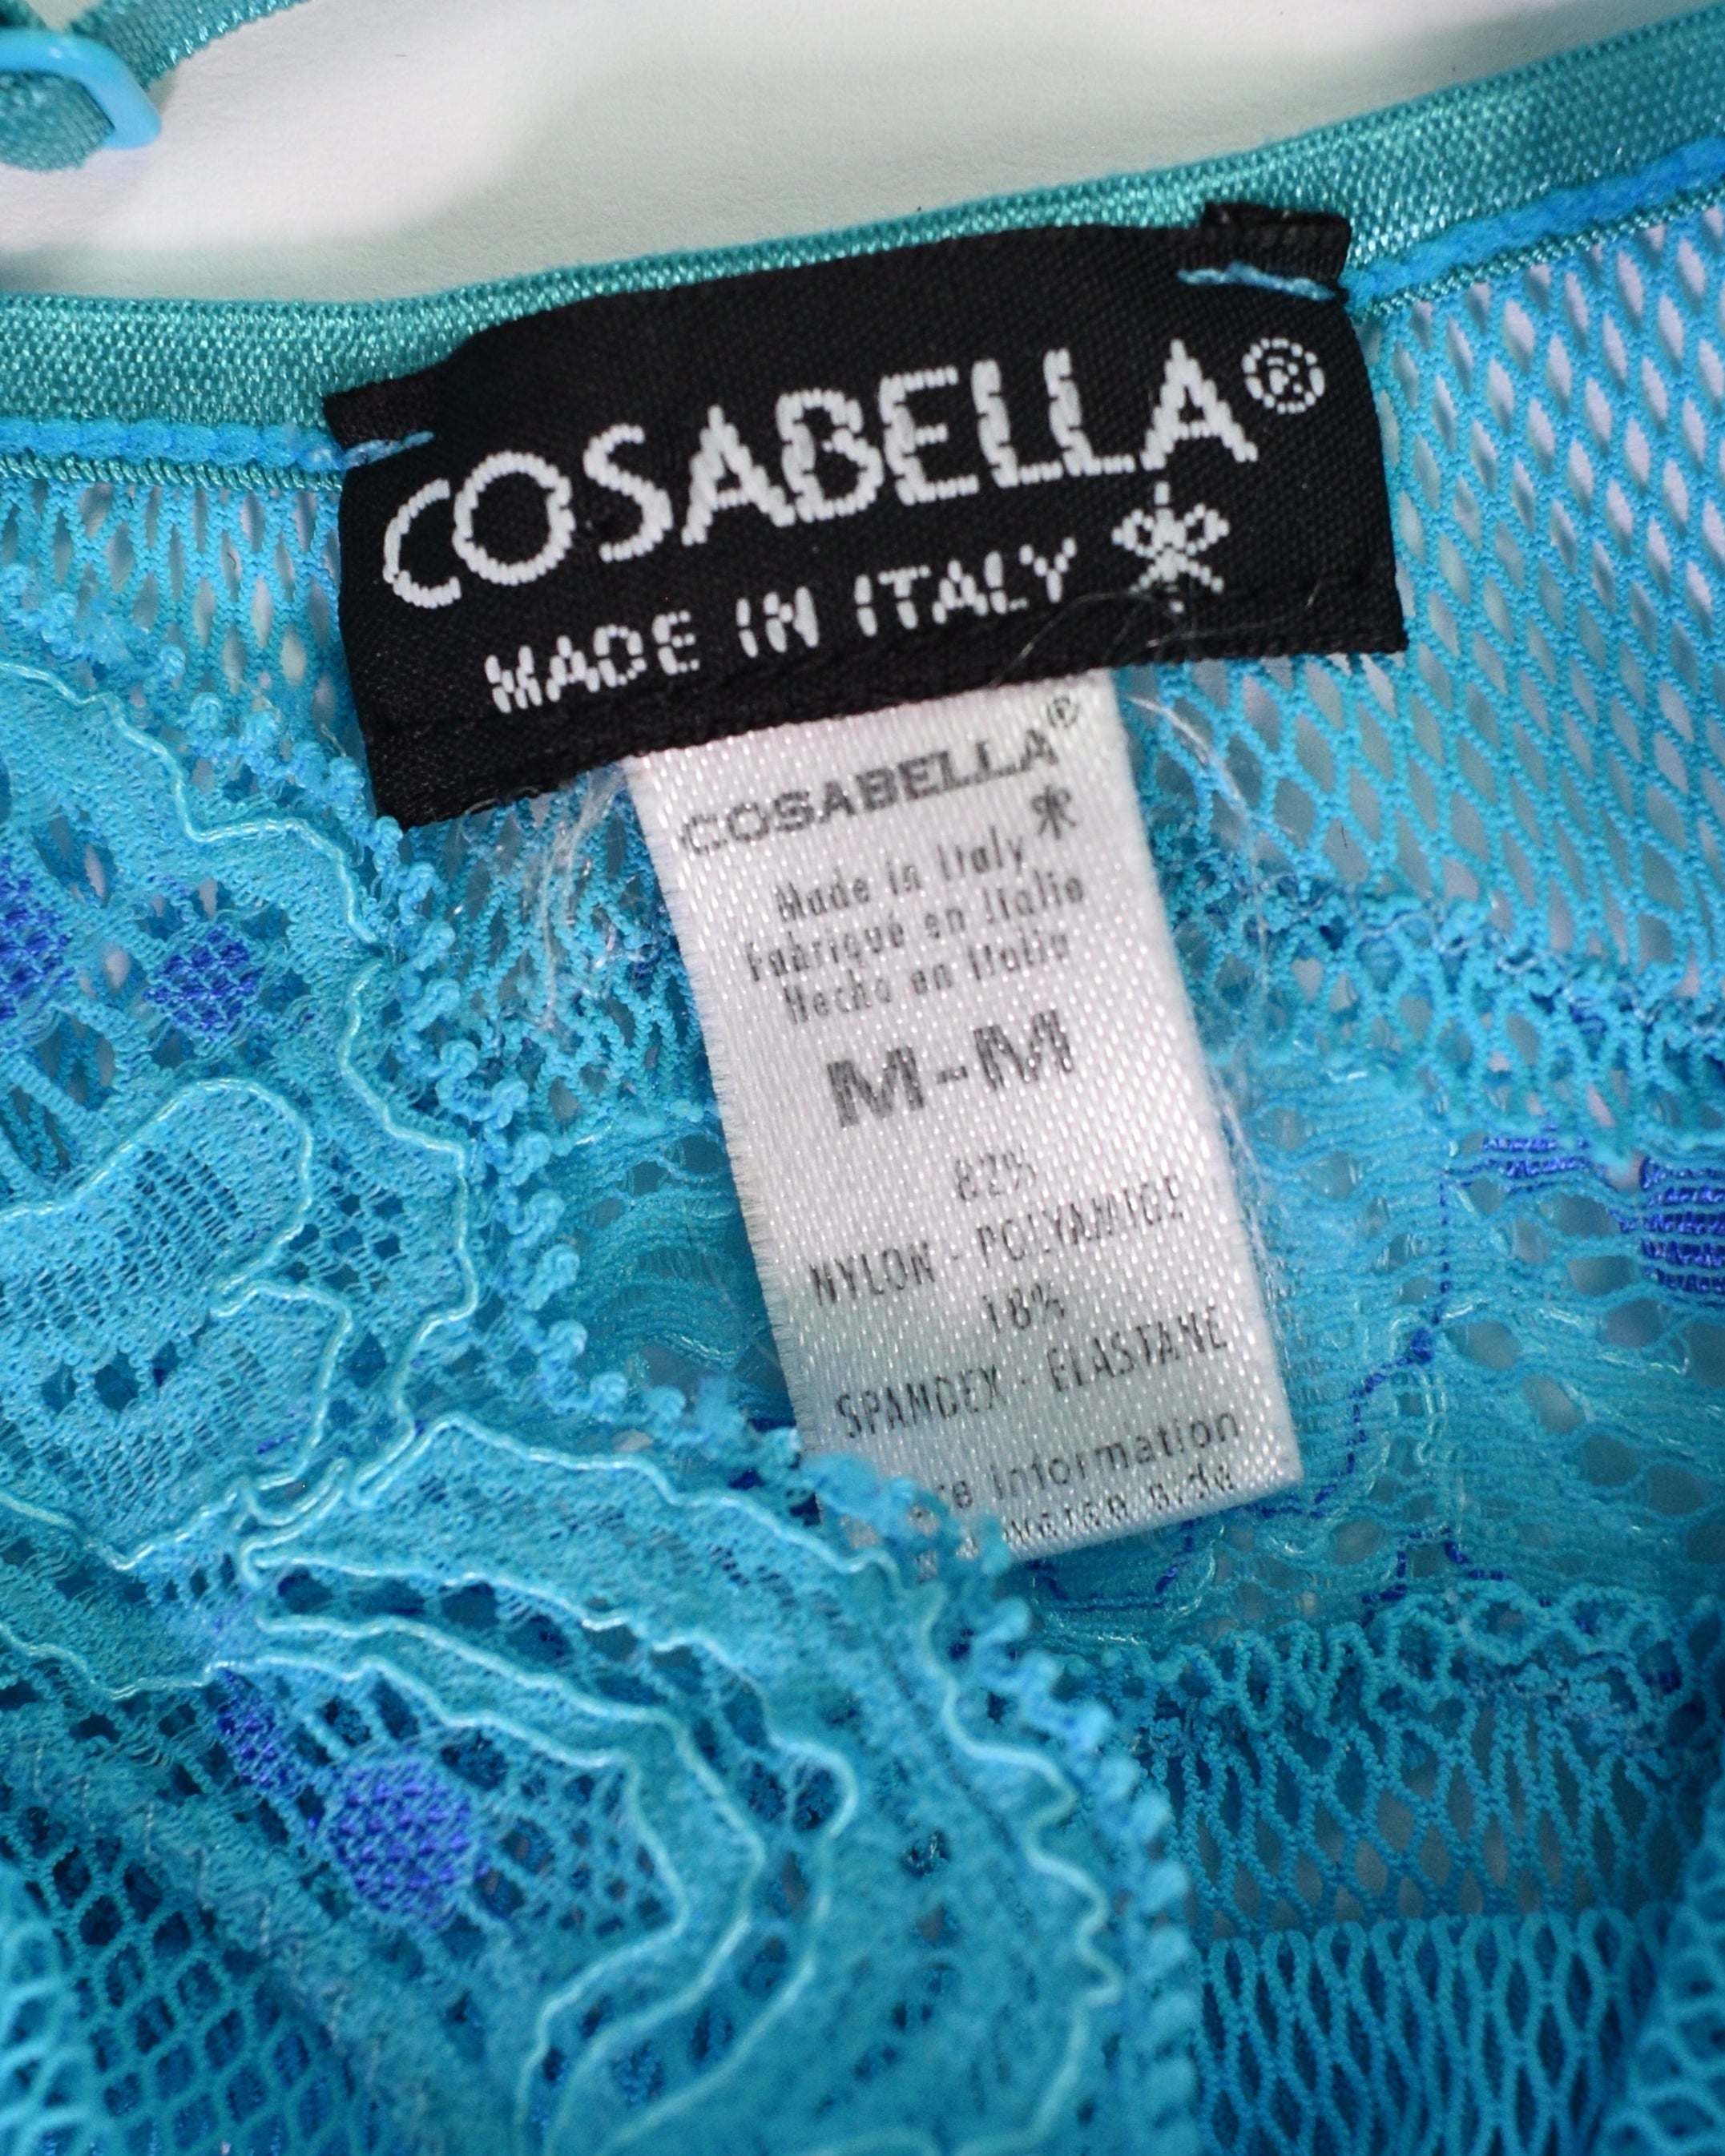 COSABELLA®
MADE IN ITALY
COSABELLA®
Made in Italy
Fabriqué en Italie
Hecho en Italia
M-M
82%
NYLON - POLYAMIDE
18%
SPANDEX - ELASTANE
information